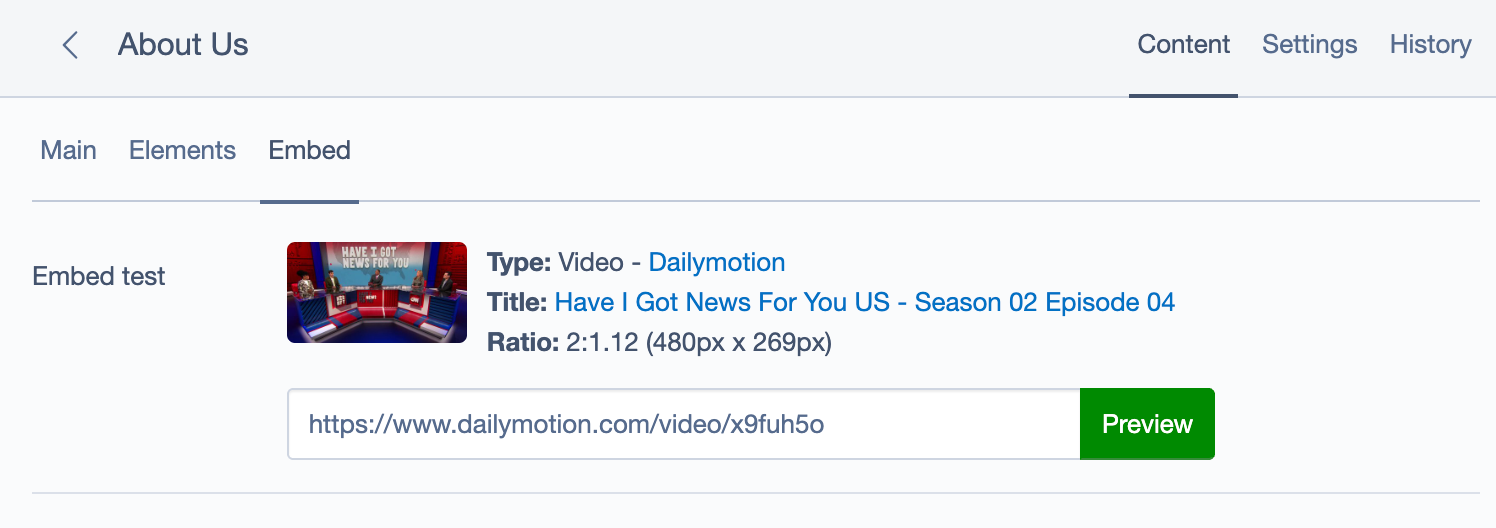 About Us
Content Settings History
Main Elements Embed
Embed test
HAVE I GOT
NEWS FOR YOU
Type: Video - Dailymotion
Title: Have I Got News For You US - Season 02 Episode 04
Ratio: 2:1.12 (480px x 269px)
https://www.dailymotion.com/video/x9fuh5o
Preview